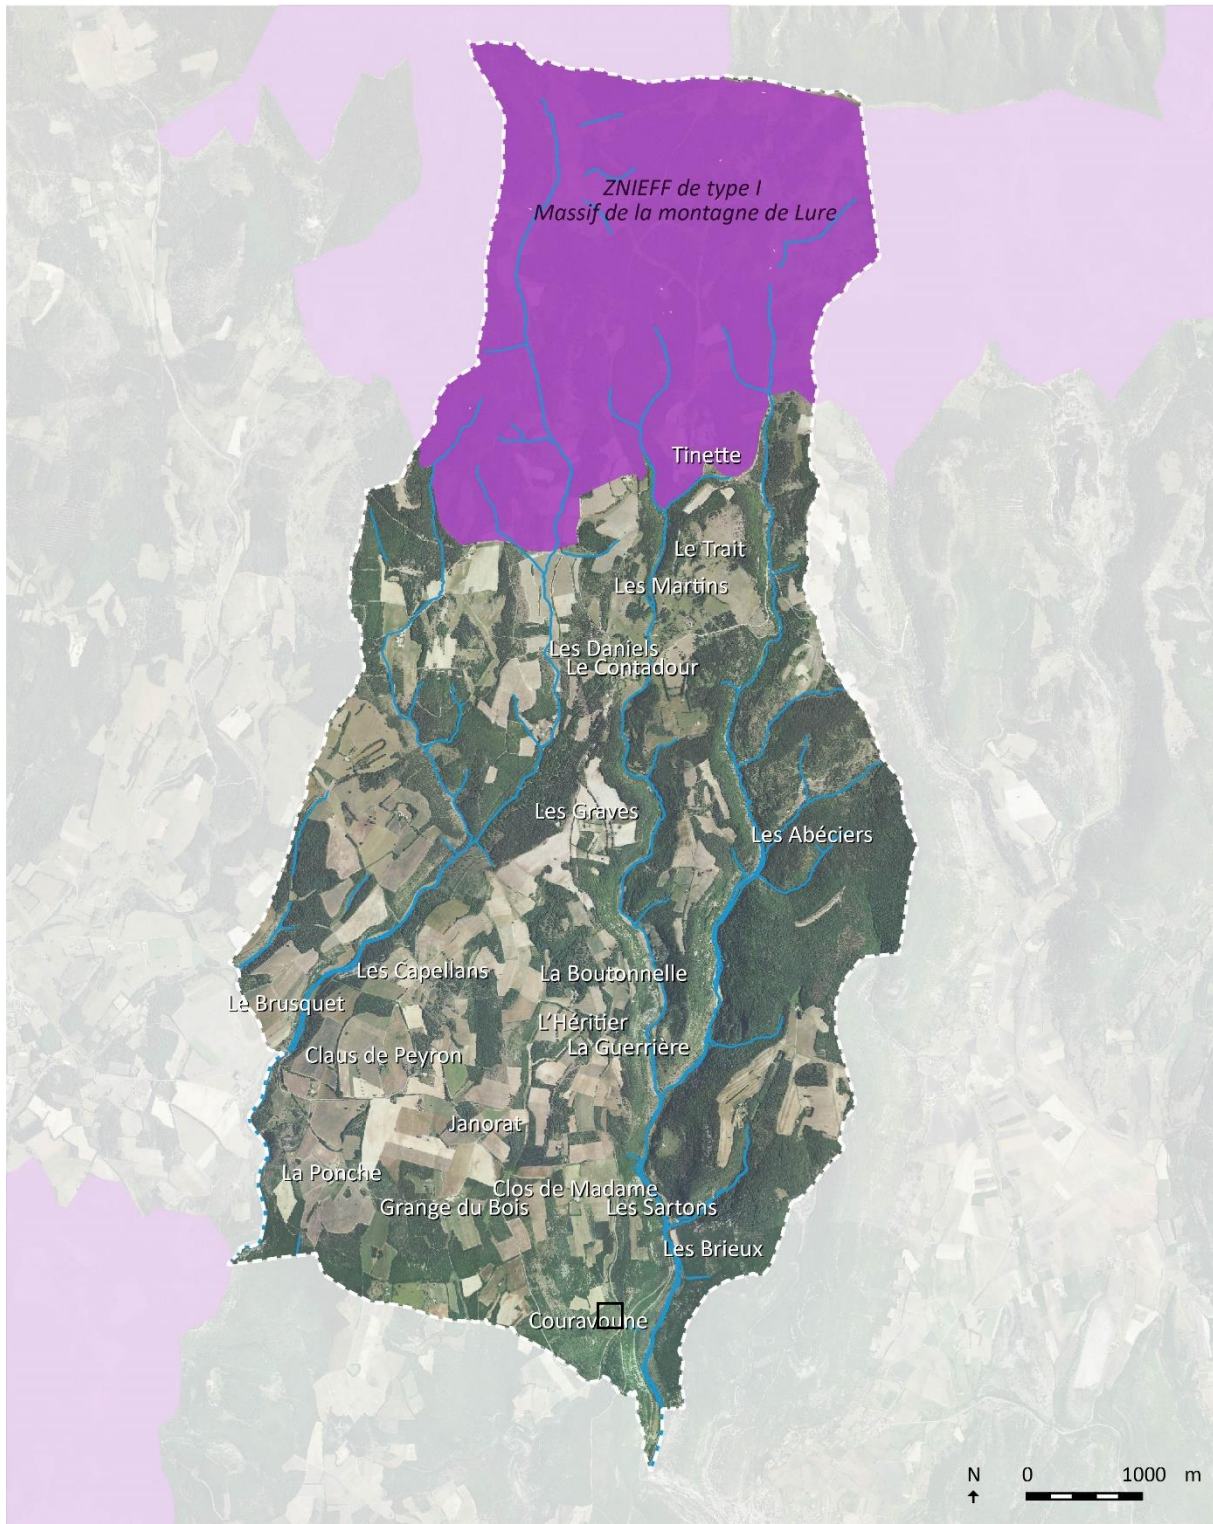 ZNIEFF de type I
Massif de la montagne de Lure
Tinette
Le Trait
Les Martins
Les Daniels
Le Contadour
Les Graves
Les Abéciers
Les Capellans
La Boutonnelle
Le Brusquet
L'Héritier
La Guerrière
Claus de Peyron
Janorat
La Ponche
Clos de Madame
Grange du Bois
Les Sartons
Les Brieux
Couravoune
N 0 1000 m